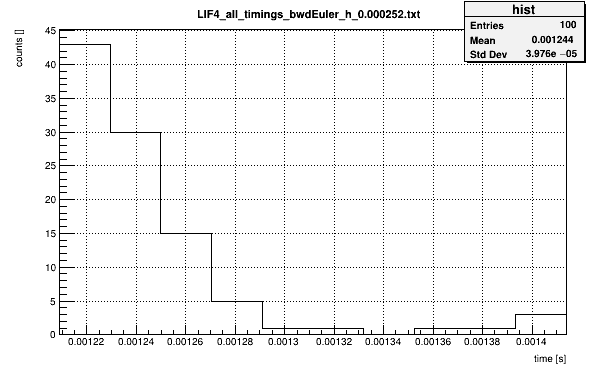 LIF4_all_timings_bwdEuler_h_0.000252.txt
hist
Entries 100
Mean 0.001244
Std Dev 3.976e −05
counts []
45
40
35
30
25
20
15
10
5
0
0.00122 0.00124 0.00126 0.00128 0.0013 0.00132 0.00134 0.00136 0.00138 0.0014
time [s]